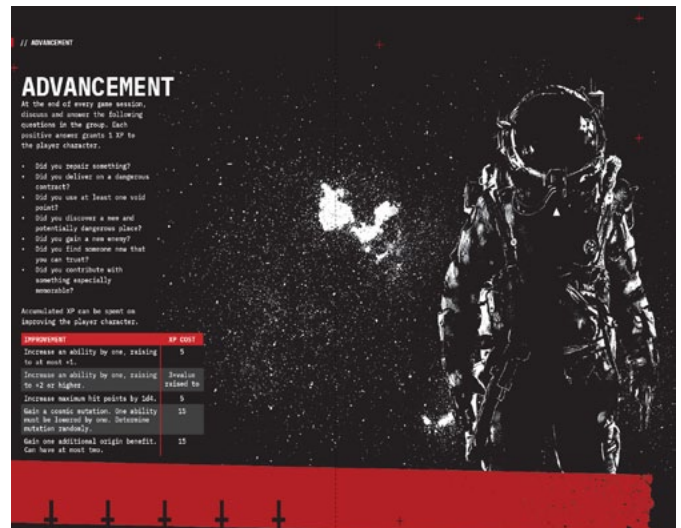 // ADVANCEMENT
ADVANCEMENT
At the end of every game session,
discuss and answer the following
questions in the group. Each
positive answer grants 1 XP to
the player character.
• Did you repair something?
• Did you deliver on a dangerous
contract?
• Did you use at least one void
point?
• Did you discover a new and
potentially dangerous place?
• Did you gain a new enemy?
• Did you find someone new that
you can trust?
• Did you contribute with
something especially
memorable?
Accumulated XP can be spent on
improving the player character.
IMPROVEMENT XP COST
Increase an ability by one, raising 5
to at most +1.
Increase an ability by one, raising 3×value
to +2 or higher. raised to
Increase maximum hit points by 1d4. 5
Gain a cosmic mutation. One ability 15
must be lowered by one. Determine
mutation randomly.
Gain one additional origin benefit. 15
Can have at most two.